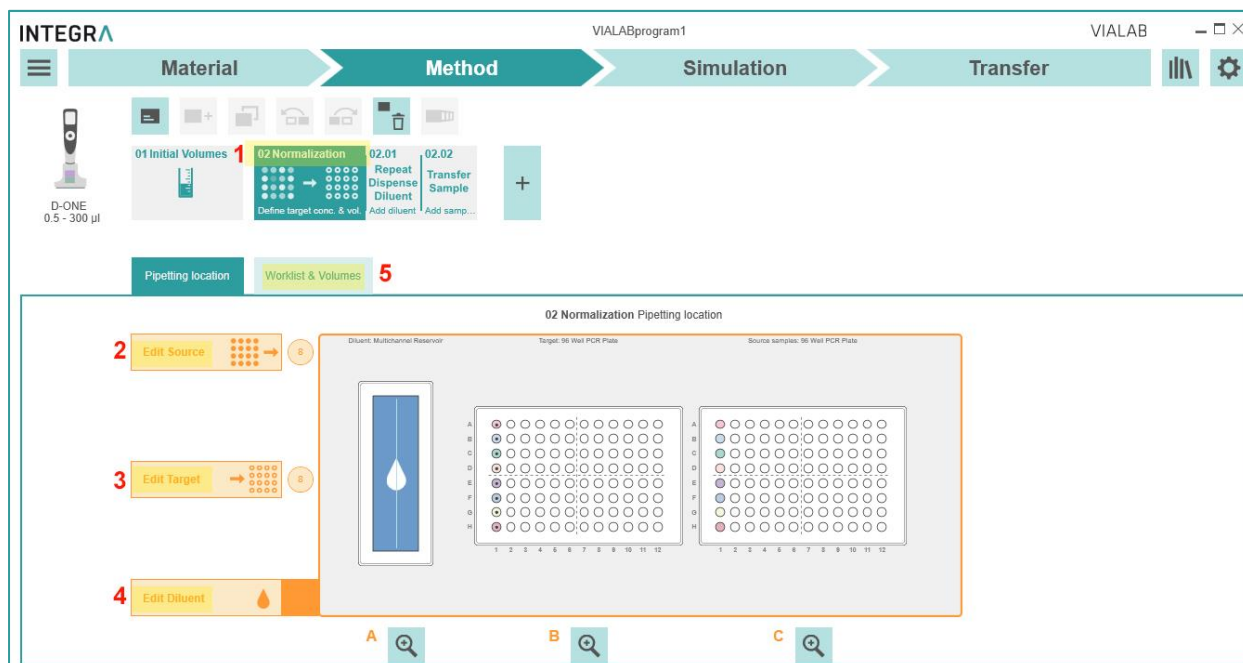 INTEGRA
VIALABprogram1
VIALAB
Material
Method
Simulation
Transfer
D-ONE
0.5 - 300 µl
01 Initial Volumes
1
02 Normalization
Define target conc. & vol.
02.01
Repeat
Dispense
Diluent
Add diluent
02.02
Transfer
Sample
Add samp...
+
Pipetting location
Worklist & Volumes
5
02 Normalization Pipetting location
2
Edit Source
8
3
Edit Target
8
4
Edit Diluent
Diluent: Multichannel Reservoir
Target: 96 Well PCR Plate
Source samples: 96 Well PCR Plate
A
B
C
D
E
F
G
H
1 2 3 4 5 6 7 8 9 10 11 12
A
B
C
D
E
F
G
H
1 2 3 4 5 6 7 8 9 10 11 12
A
B
C